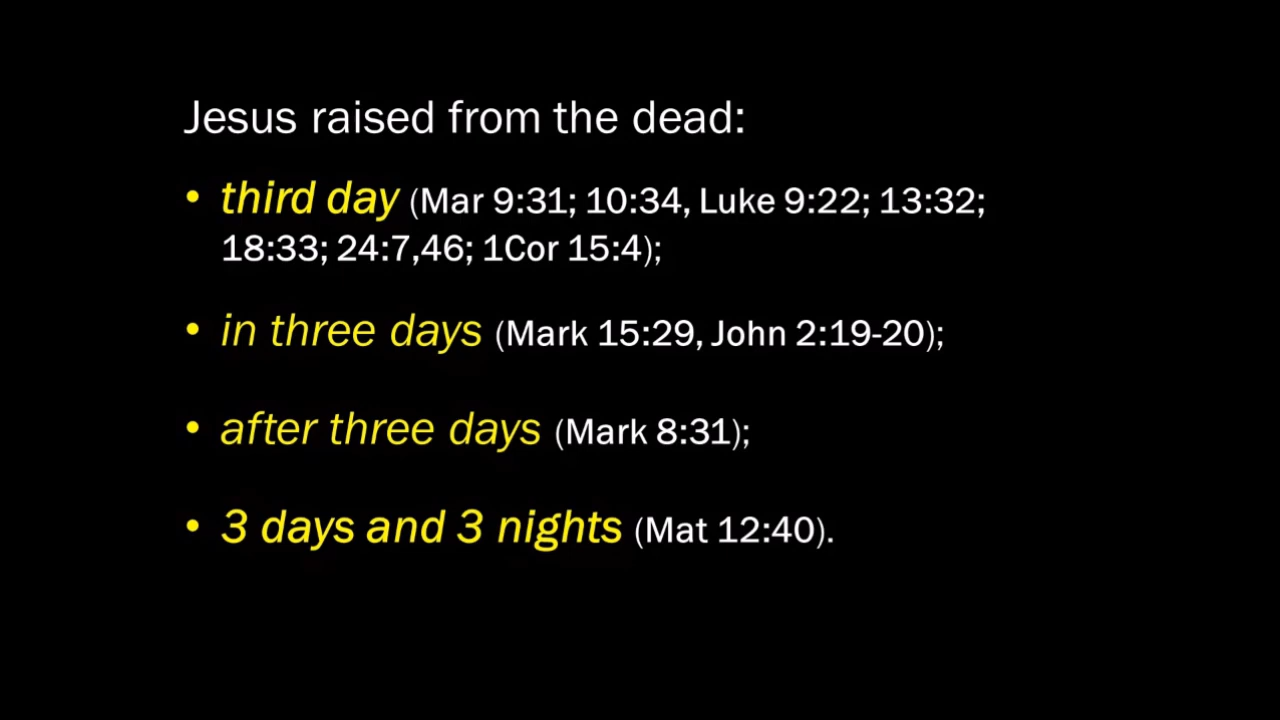 Jesus raised from the dead:
• third day (Mar 9:31; 10:34, Luke 9:22; 13:32;
18:33; 24:7,46; 1Cor 15:4);
• in three days (Mark 15:29, John 2:19-20);
• after three days (Mark 8:31);
• 3 days and 3 nights (Mat 12:40).